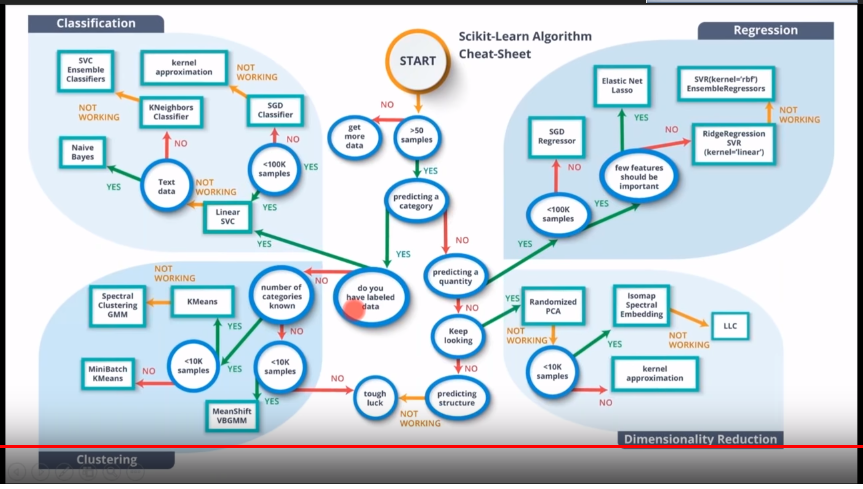 Classification
Scikit-Learn Algorithm
Cheat-Sheet
Regression
START
SVC
Ensemble
Classifiers
kernel
approximation
NOT
WORKING
NOT
WORKING
KNeighbors
Classifier
SGD
Classifier
NO
NO
Naive
Bayes
YES
Text
data
NOT
WORKING
<100K
samples
YES
YES
Linear
SVC
YES
get
more
data
NO
>50
samples
YES
predicting a
category
YES
NO
do you
have labeled
data
NO
predicting a
quantity
YES
NO
Keep
looking
YES
NO
predicting
structure
NOT
WORKING
tough
luck
SGD
Regressor
NO
<100K
samples
YES
Elastic Net
Lasso
YES
few features
should be
important
NO
SVR(kernel='rbf')
EnsembleRegressors
NOT
WORKING
RidgeRegression
SVR
(kernel='linear')
NOT
WORKING
Spectral
Clustering
GMM
KMeans
number of
categories
known
YES
YES
NO
MiniBatch
KMeans
NO
<10K
samples
<10K
samples
NO
YES
MeanShift
VBGMM
Clustering
Randomized
PCA
NOT
WORKING
<10K
samples
YES
NO
Isomap
Spectral
Embedding
NOT
WORKING
LLC
kernel
approximation
Dimensionality Reduction